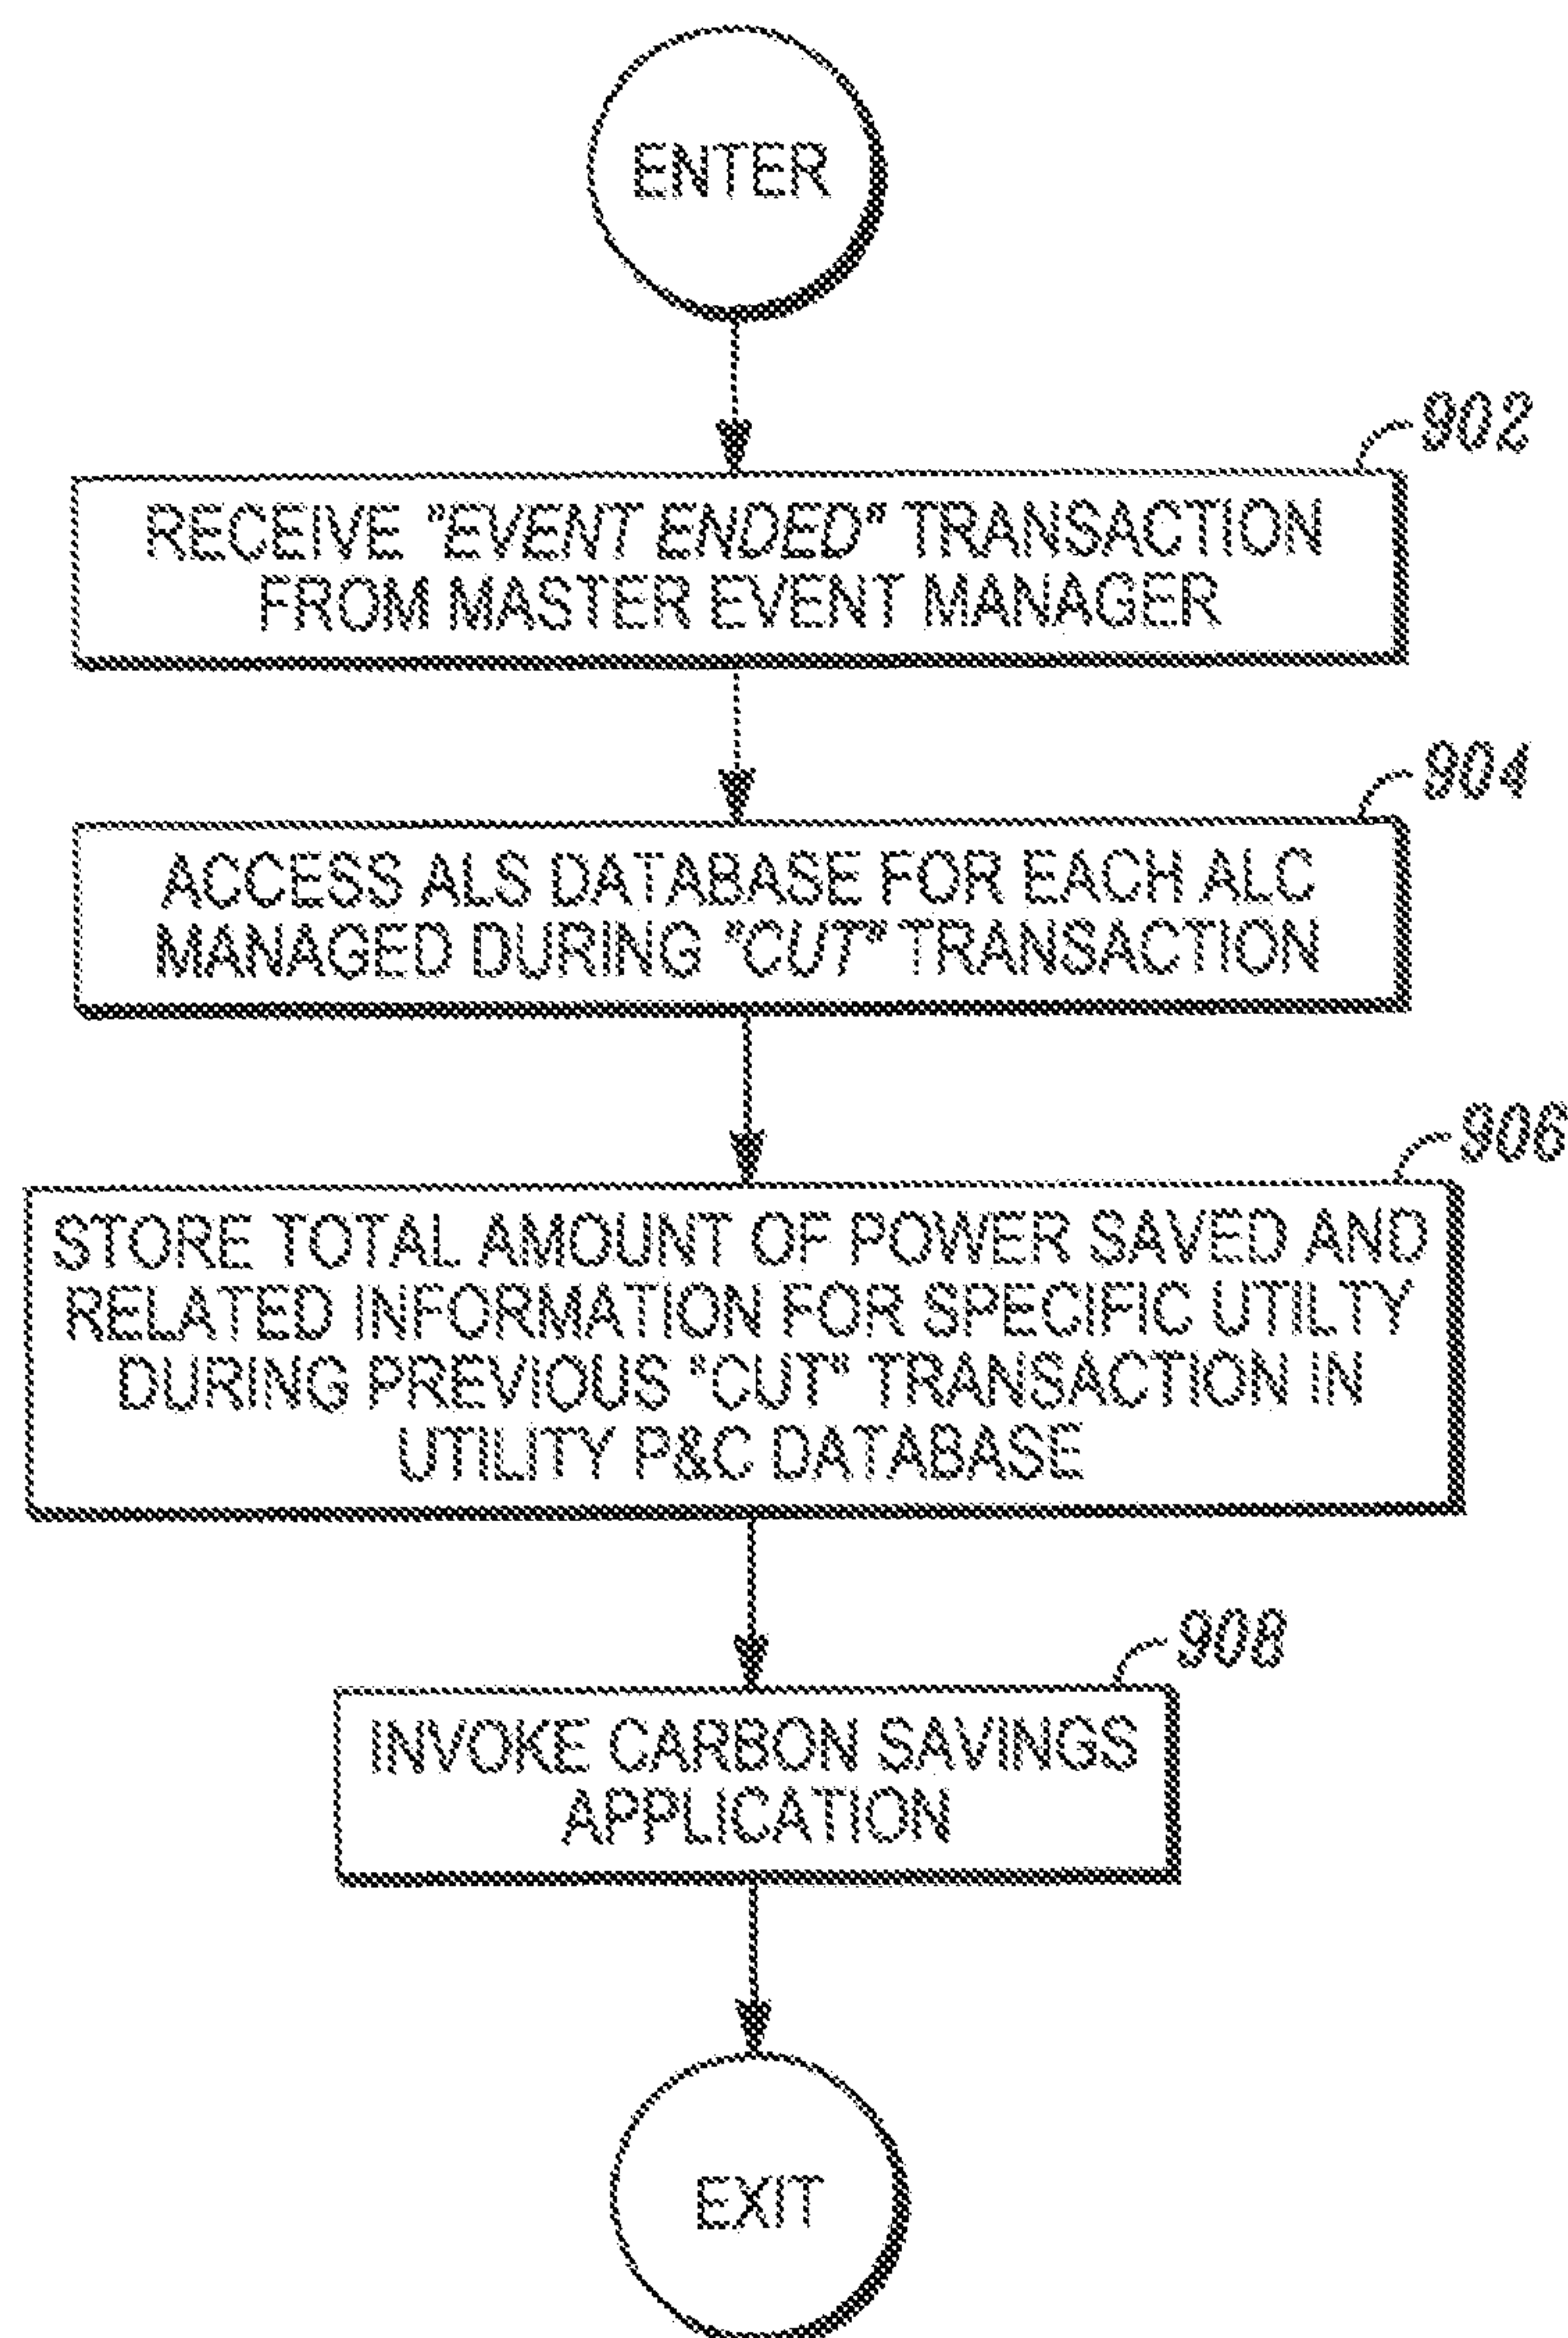 ENTER
902
RECEIVE "EVENT ENDED" TRANSACTION
FROM MASTER EVENT MANAGER
904
ACCESS ALS DATABASE FOR EACH ALC
MANAGED DURING "CUT" TRANSACTION
906
STORE TOTAL AMOUNT OF POWER SAVED AND
RELATED INFORMATION FOR SPECIFIC UTILTY
DURING PREVIOUS "CUT" TRANSACTION IN
UTILITY P&C DATABASE
908
INVOKE CARBON SAVINGS
APPLICATION
EXIT